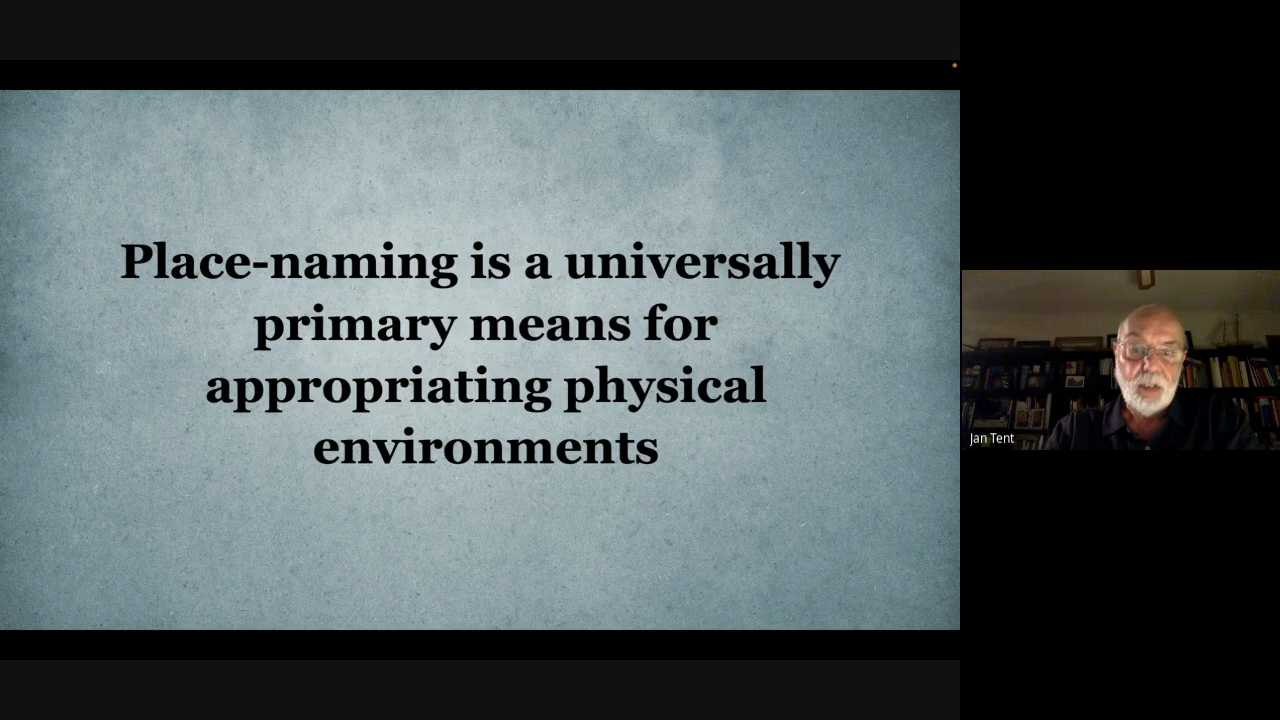 Place-naming is a universally
primary means for
appropriating physical
environments
Jan Tent